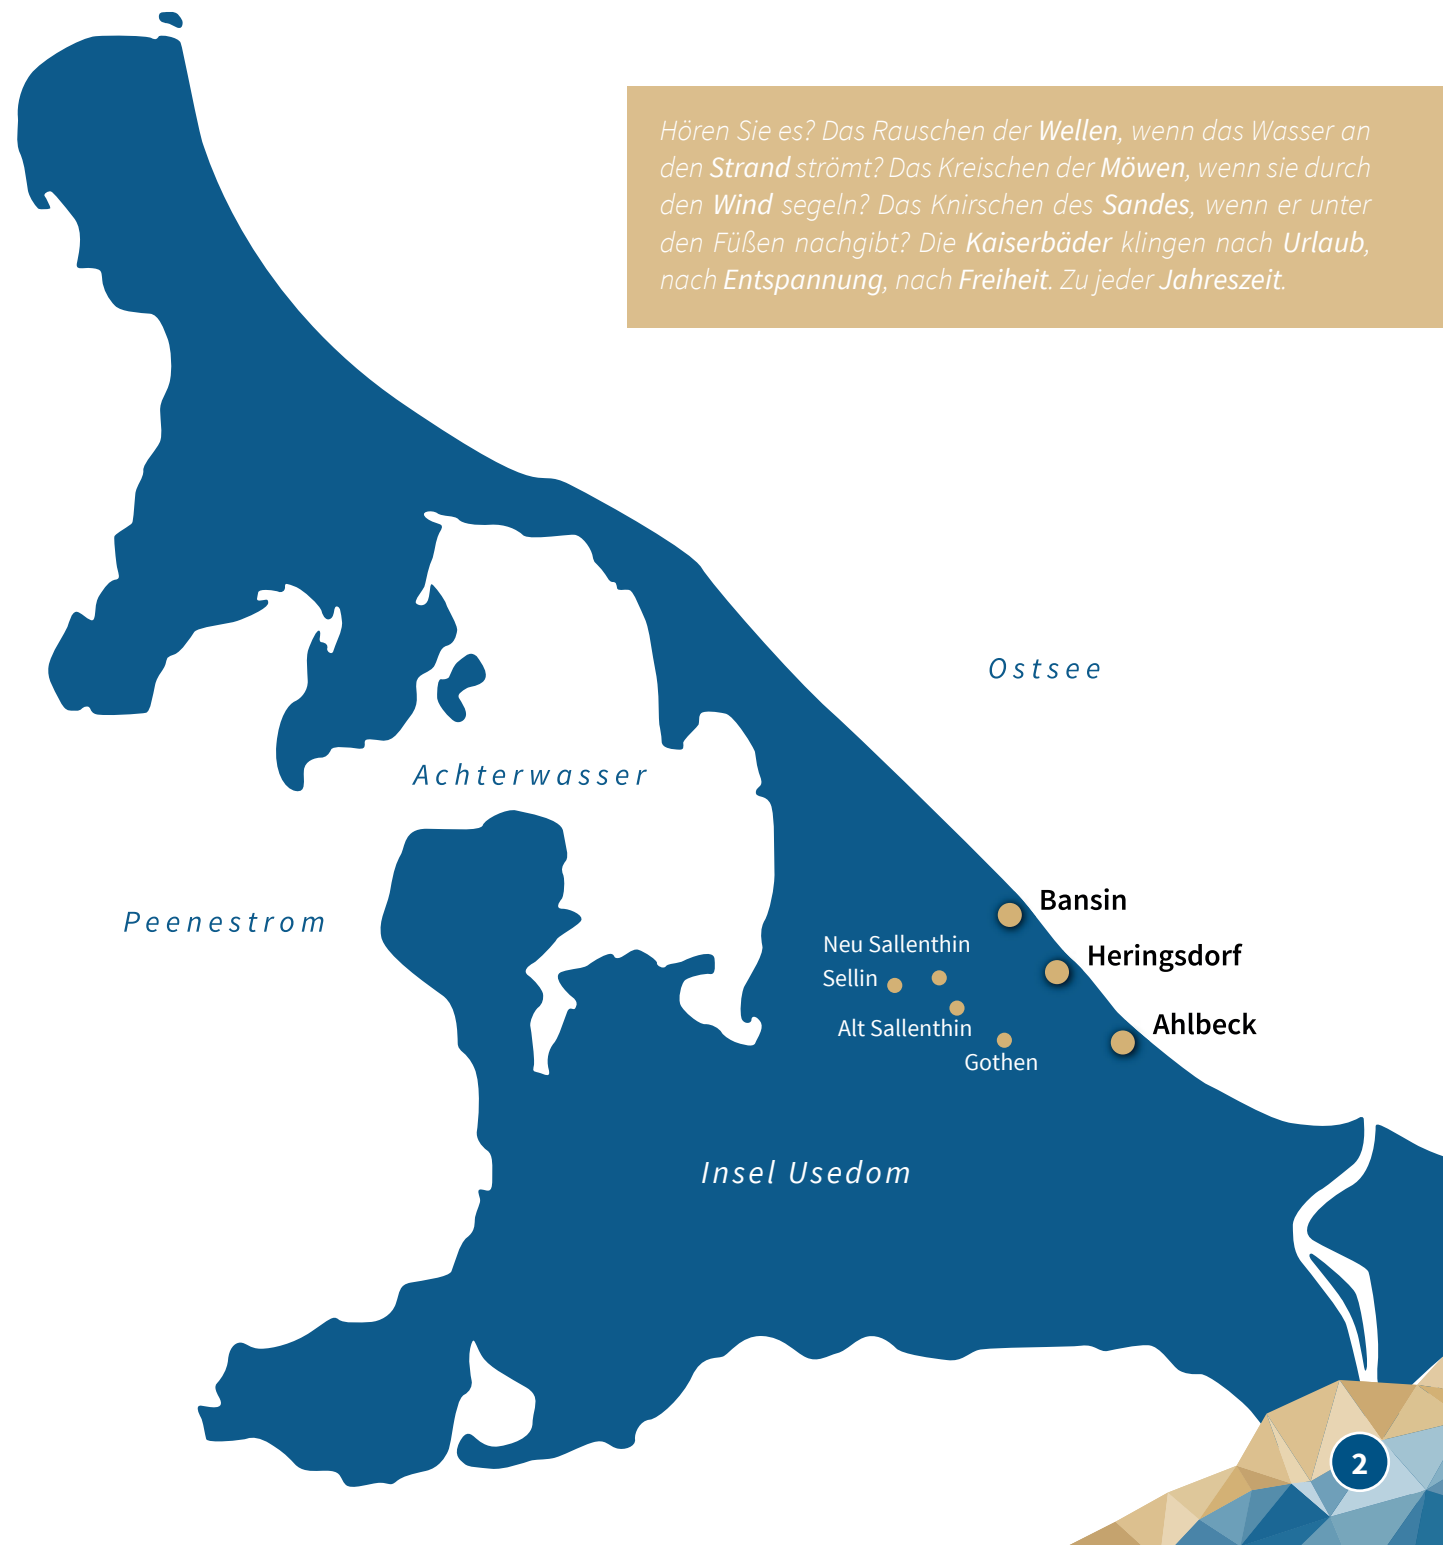 Hören Sie es? Das Rauschen der Wellen, wenn das Wasser an
den Strand strömt? Das Kreischen der Möwen, wenn sie durch
den Wind segeln? Das Knirschen des Sandes, wenn er unter
den Füßen nachgibt? Die Kaiserbäder klingen nach Urlaub,
nach Entspannung, nach Freiheit. Zu jeder Jahreszeit.
Ostsee
Achterwasser
Peenestrom
Bansin
Heringsdorf
Ahlbeck
Neu Sallenthin
Sellin
Alt Sallenthin
Gothen
Insel Usedom
2